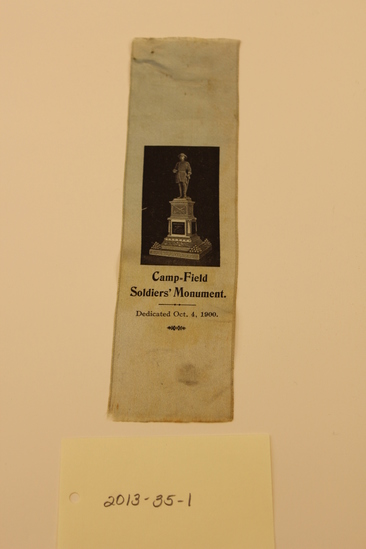 Camp-Field
Soldiers' Monument.
Dedicated Oct. 4, 1900.
2013-35-1